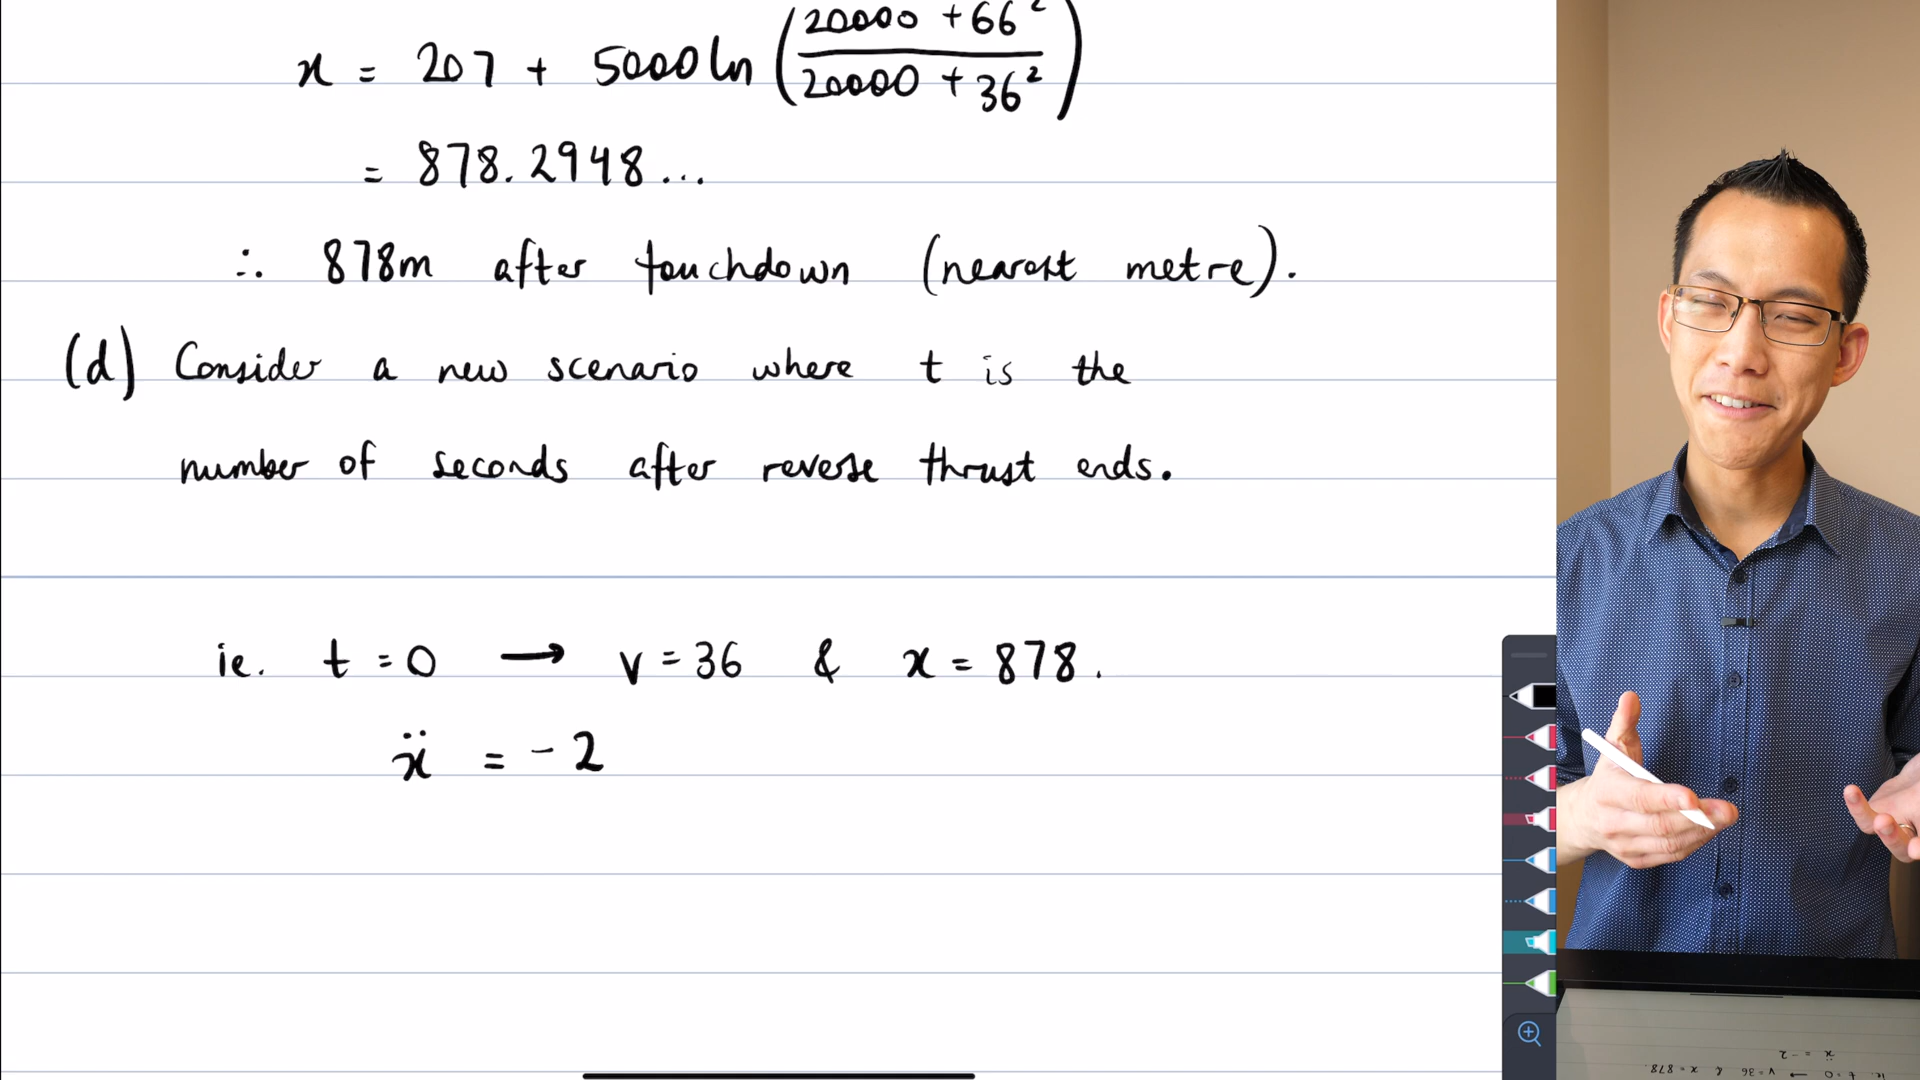 x = 207 + 5000 ln (20000 + 66² / 20000 + 36²)
= 878.2948...
∴ 878m after touchdown (nearest metre).
(d) Consider a new scenario where t is the
number of seconds after reverse thrust ends.
ie. t = 0 → v = 36 & x = 878.
ẍ = -2